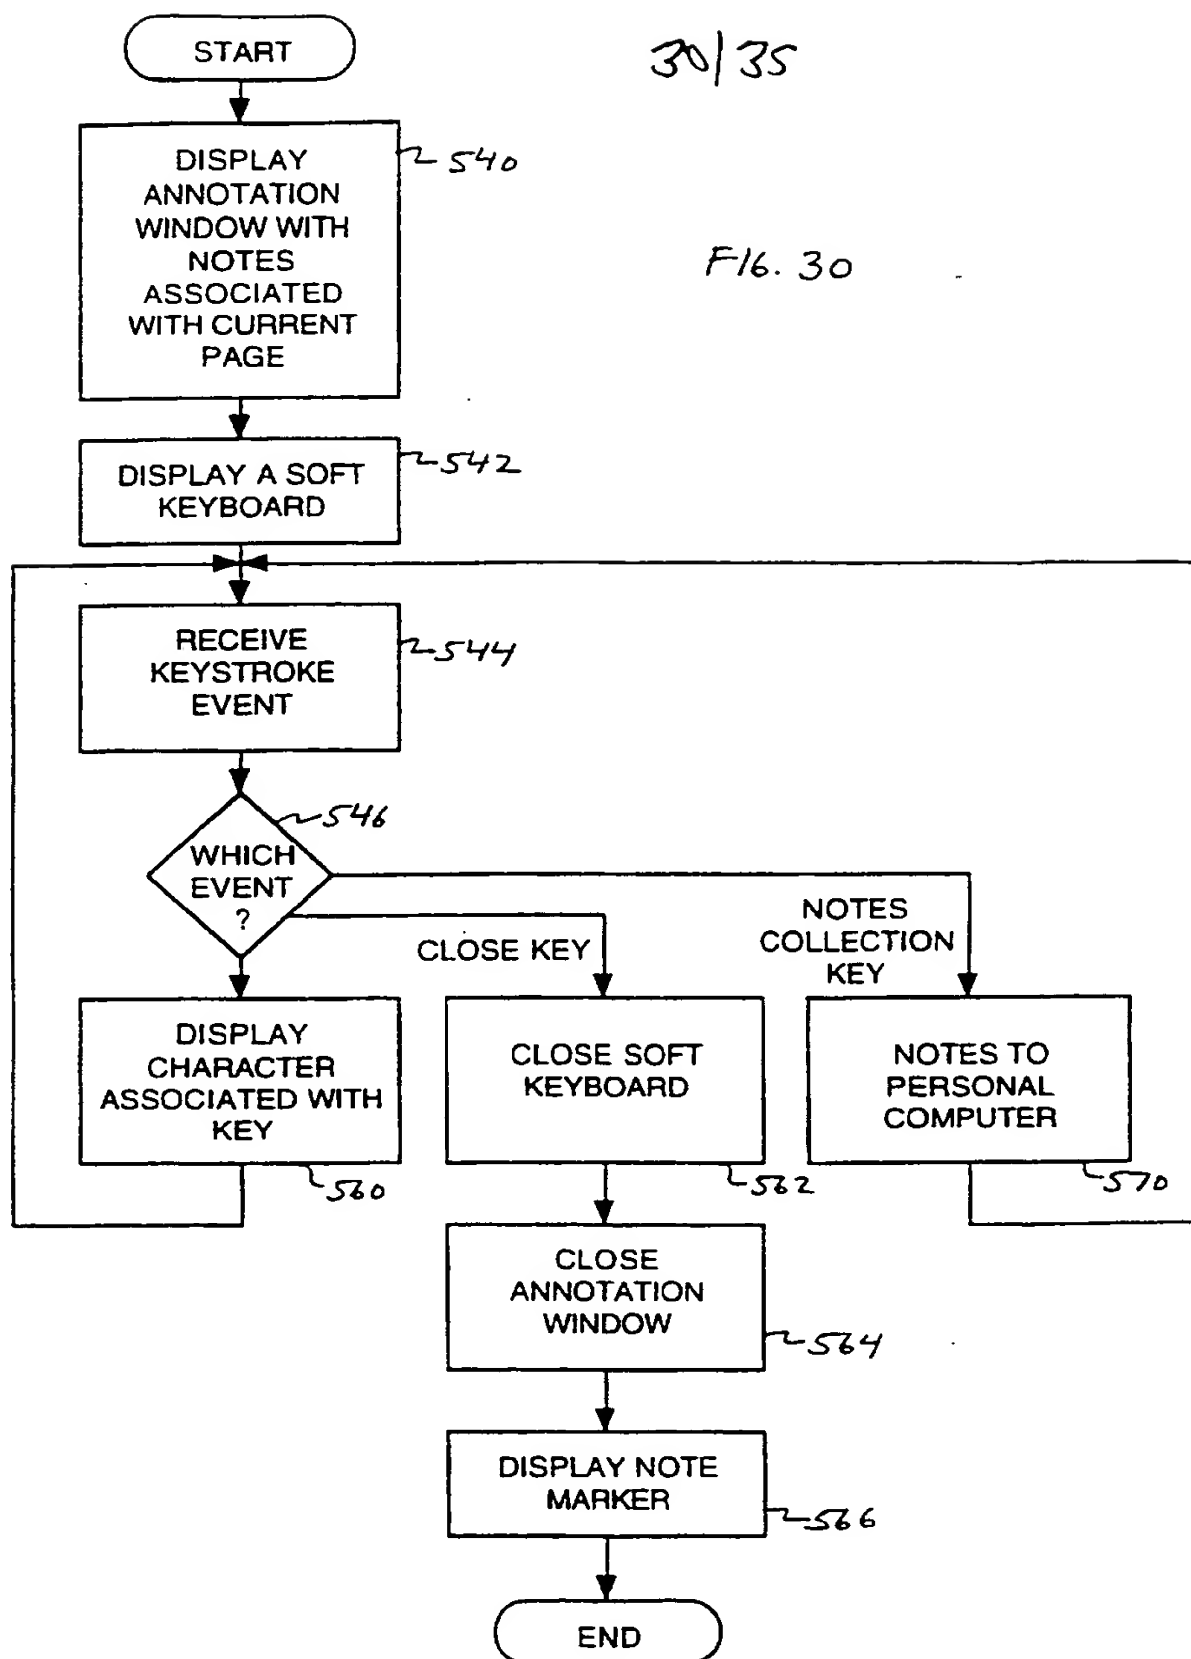 START
30/35
DISPLAY
ANNOTATION
WINDOW WITH
NOTES
ASSOCIATED
WITH CURRENT
PAGE
540
FIG. 30
DISPLAY A SOFT
KEYBOARD
542
RECEIVE
KEYSTROKE
EVENT
544
WHICH
EVENT
?
546
CLOSE KEY
NOTES
COLLECTION
KEY
DISPLAY
CHARACTER
ASSOCIATED WITH
KEY
560
CLOSE SOFT
KEYBOARD
562
NOTES TO
PERSONAL
COMPUTER
570
CLOSE
ANNOTATION
WINDOW
564
DISPLAY NOTE
MARKER
566
END